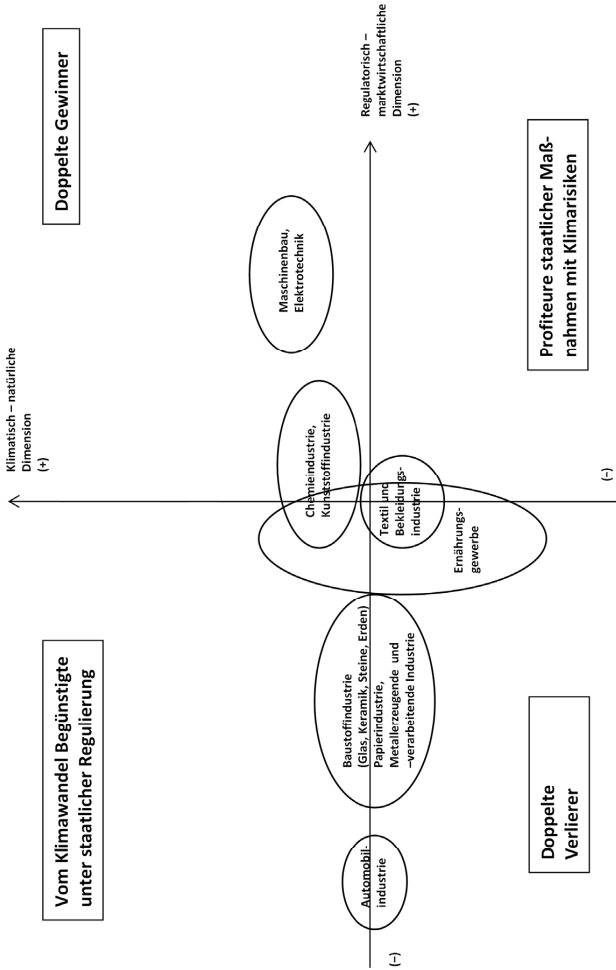 Klimatisch – natürliche
Dimension
(+)
Vom Klimawandel Begünstigte
unter staatlicher Regulierung
Doppelte Gewinner
Maschinenbau,
Elektrotechnik
Chemieindustrie,
Kunststoffindustrie
Regulatorisch –
marktwirtschaftliche
Dimension
(+)
Automobil-
industrie
Baustoffindustrie
(Glas, Keramik, Steine, Erden)
Papierindustrie,
Metallerzeugende und
–verarbeitende Industrie
Textil und
Bekleidungs-
industrie
Ernährungs-
gewerbe
(–)
Doppelte
Verlierer
Profiteure staatlicher Maß-
nahmen mit Klimarisiken
(–)